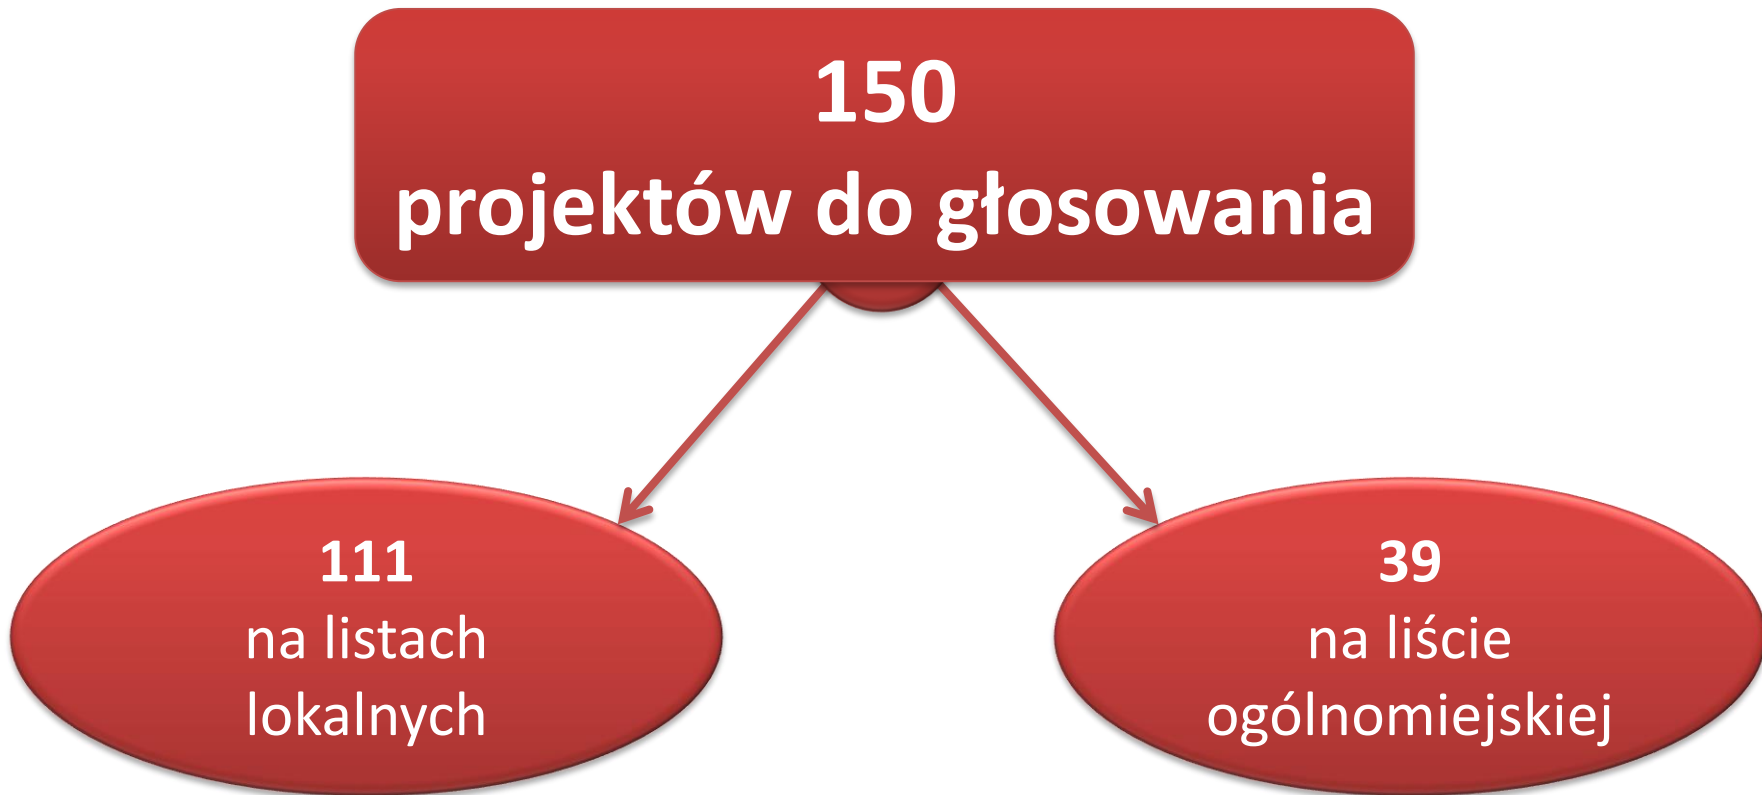 150
projektów do głosowania
111
na listach
lokalnych
39
na liście
ogólnomiejskiej